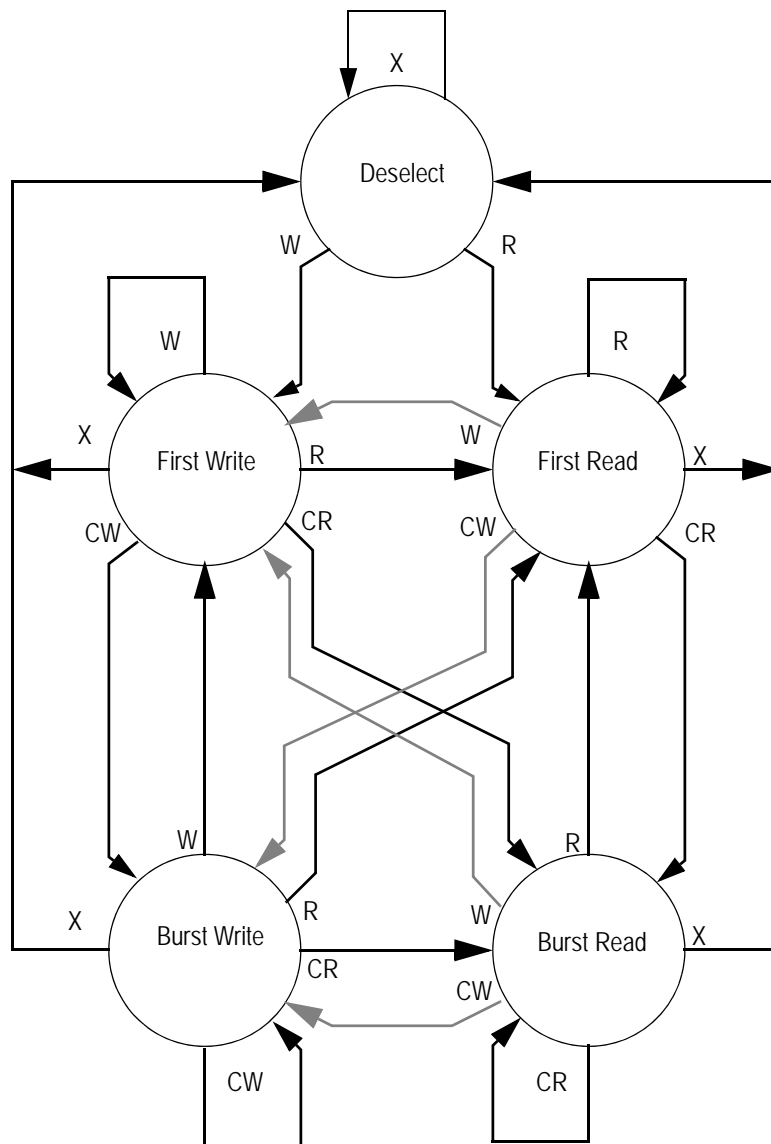 X
Deselect
W
R
W
R
X
W
First Write
R
First Read
X
CW
CR
CW
CR
W
R
X
R
W
Burst Write
Burst Read
X
CR
CW
CW
CR